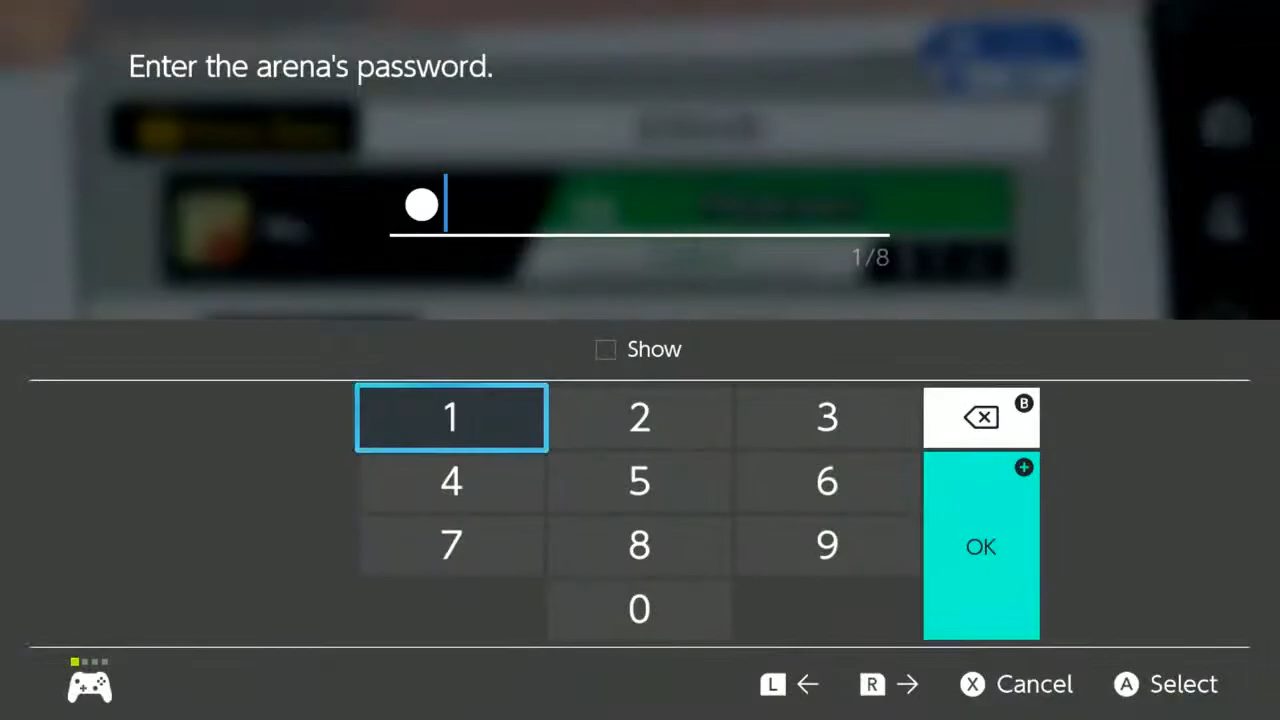 Enter the arena's password.
1/8
Show
1 2 3 B
4 5 6 +
7 8 9 OK
0
L ← R → X Cancel A Select